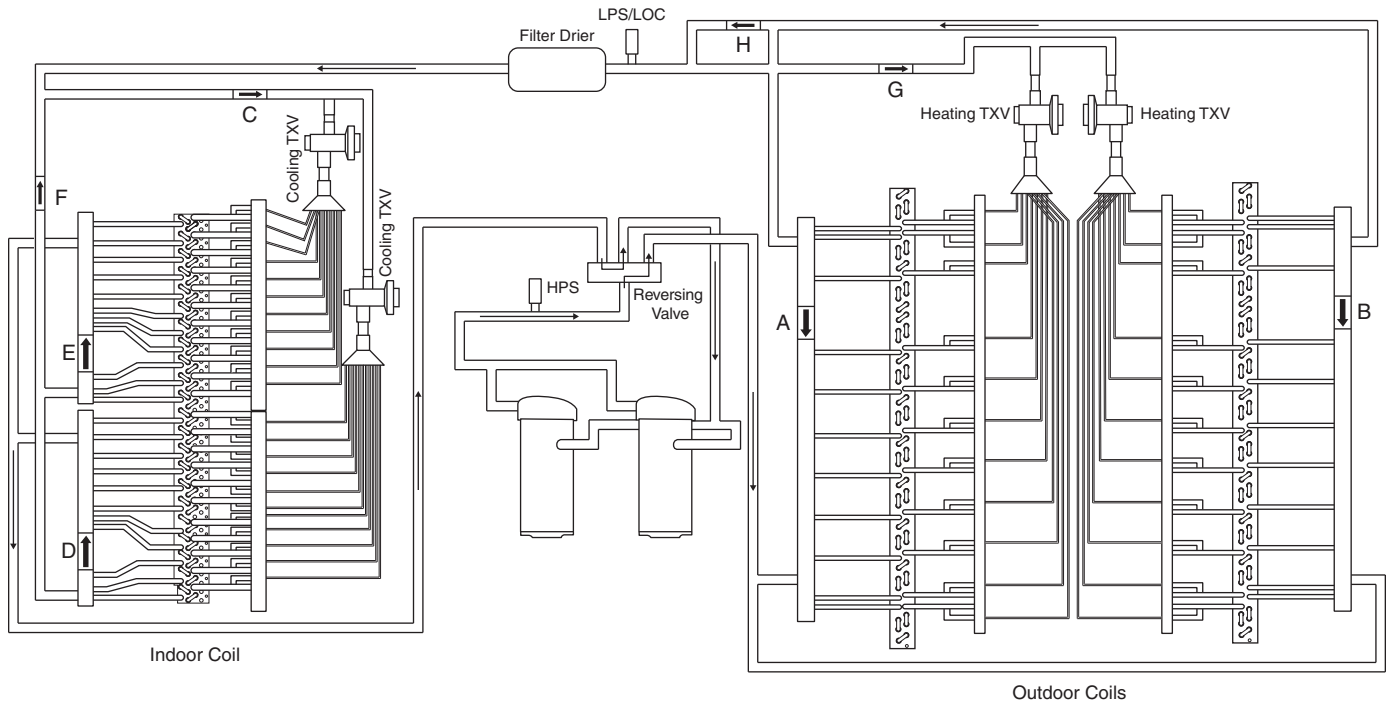 LPS/LOC
Filter Drier
H
G
C
Heating TXV
Heating TXV
Cooling TXV
F
Cooling TXV
HPS
Reversing
Valve
A
B
E
D
Indoor Coil
Outdoor Coils